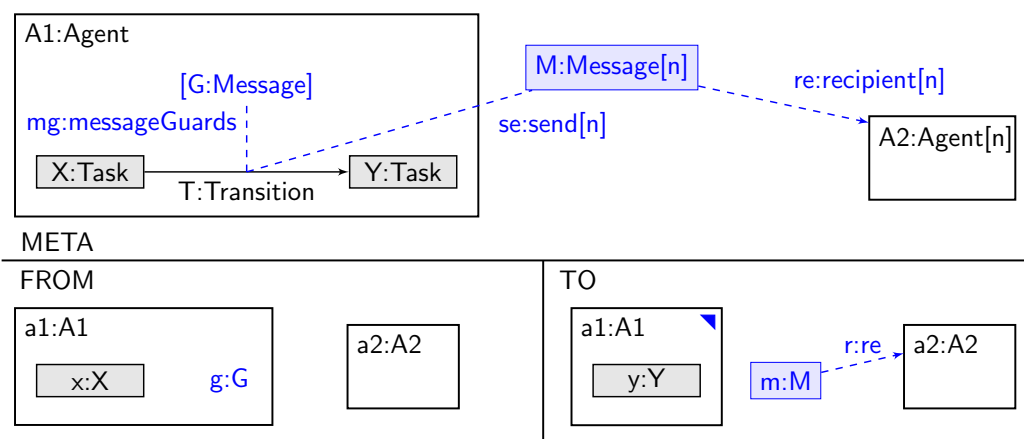 A1:Agent
[G:Message]
mg:messageGuards
X:Task
Y:Task
T:Transition
M:Message[n]
se:send[n]
re:recipient[n]
A2:Agent[n]
META
FROM
a1:A1
x:X
g:G
a2:A2
TO
a1:A1
y:Y
m:M
r:re
a2:A2